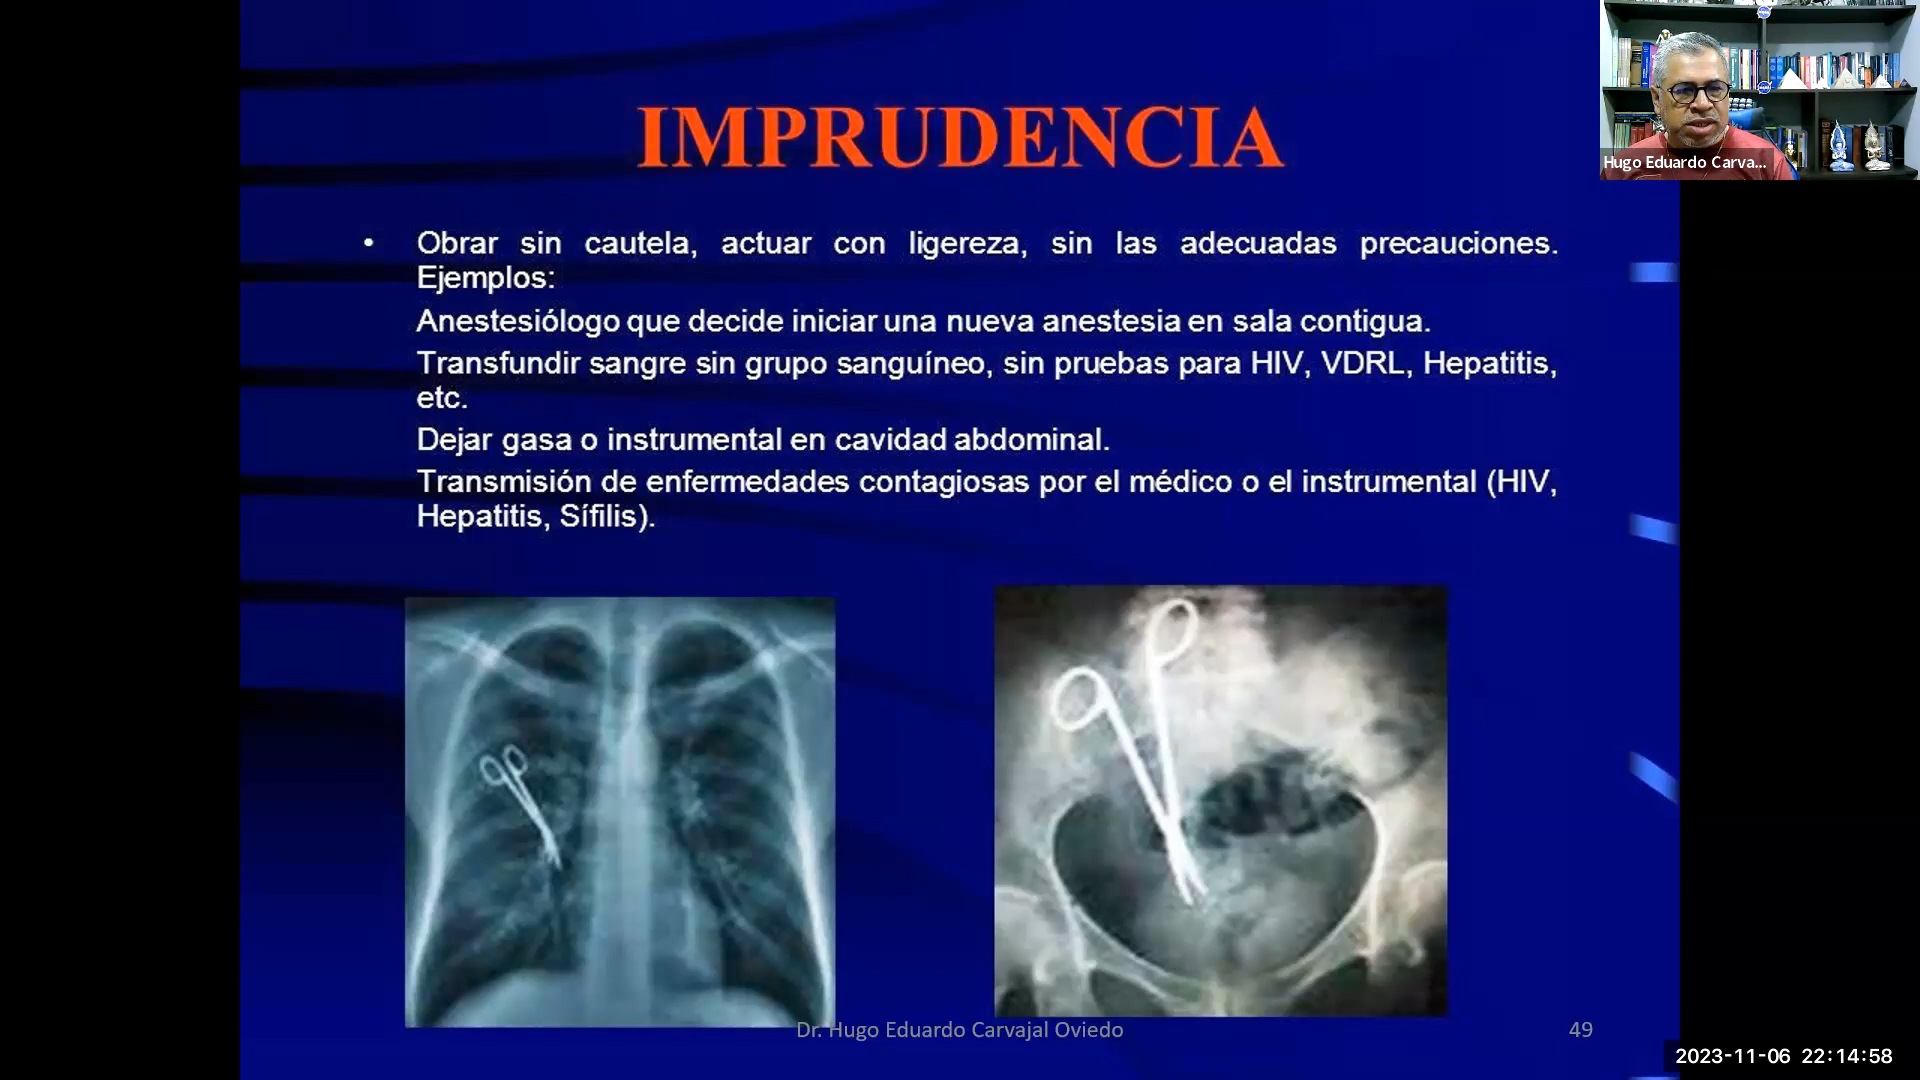 IMPRUDENCIA
Hugo Eduardo Carva...
• Obrar sin cautela, actuar con ligereza, sin las adecuadas precauciones.
Ejemplos:
Anestesiólogo que decide iniciar una nueva anestesia en sala contigua.
Transfundir sangre sin grupo sanguíneo, sin pruebas para HIV, VDRL, Hepatitis,
etc.
Dejar gasa o instrumental en cavidad abdominal.
Transmisión de enfermedades contagiosas por el médico o el instrumental (HIV,
Hepatitis, Sífilis).
Dr. Hugo Eduardo Carvajal Oviedo
49
2023-11-06 22:14:58